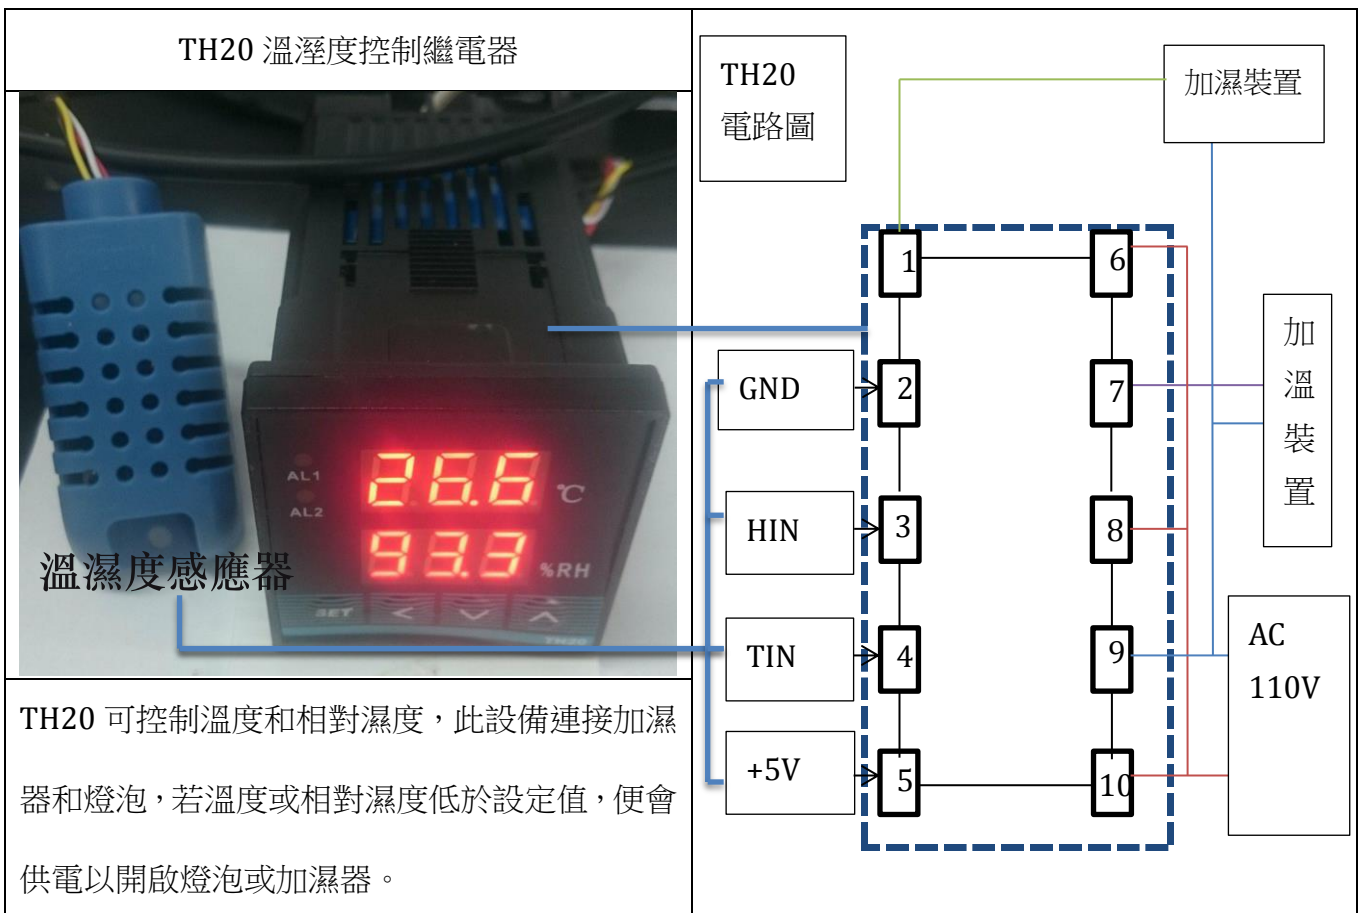 TH20 溫溼度控制繼電器
AL1
AL2
26.6 ℃
93.3 %RH
SET < ∨ ∧
TH20
溫濕度感應器
TH20 可控制溫度和相對濕度，此設備連接加濕
器和燈泡，若溫度或相對濕度低於設定值，便會
供電以開啟燈泡或加濕器。
TH20
電路圖
加濕裝置
1
6
GND
2
7
加
溫
裝
置
HIN
3
8
TIN
4
9
AC
110V
+5V
5
10